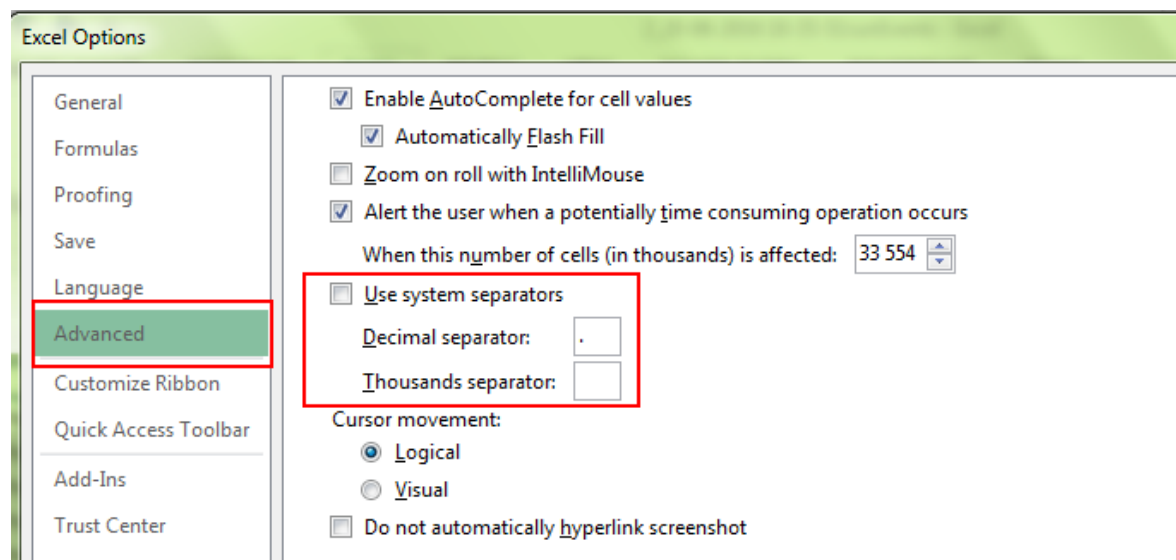 Excel Options
General
Formulas
Proofing
Save
Language
Advanced
Customize Ribbon
Quick Access Toolbar
Add-Ins
Trust Center
Enable AutoComplete for cell values
Automatically Flash Fill
Zoom on roll with IntelliMouse
Alert the user when a potentially time consuming operation occurs
When this number of cells (in thousands) is affected: 33 554
Use system separators
Decimal separator: .
Thousands separator:
Cursor movement:
Logical
Visual
Do not automatically hyperlink screenshot